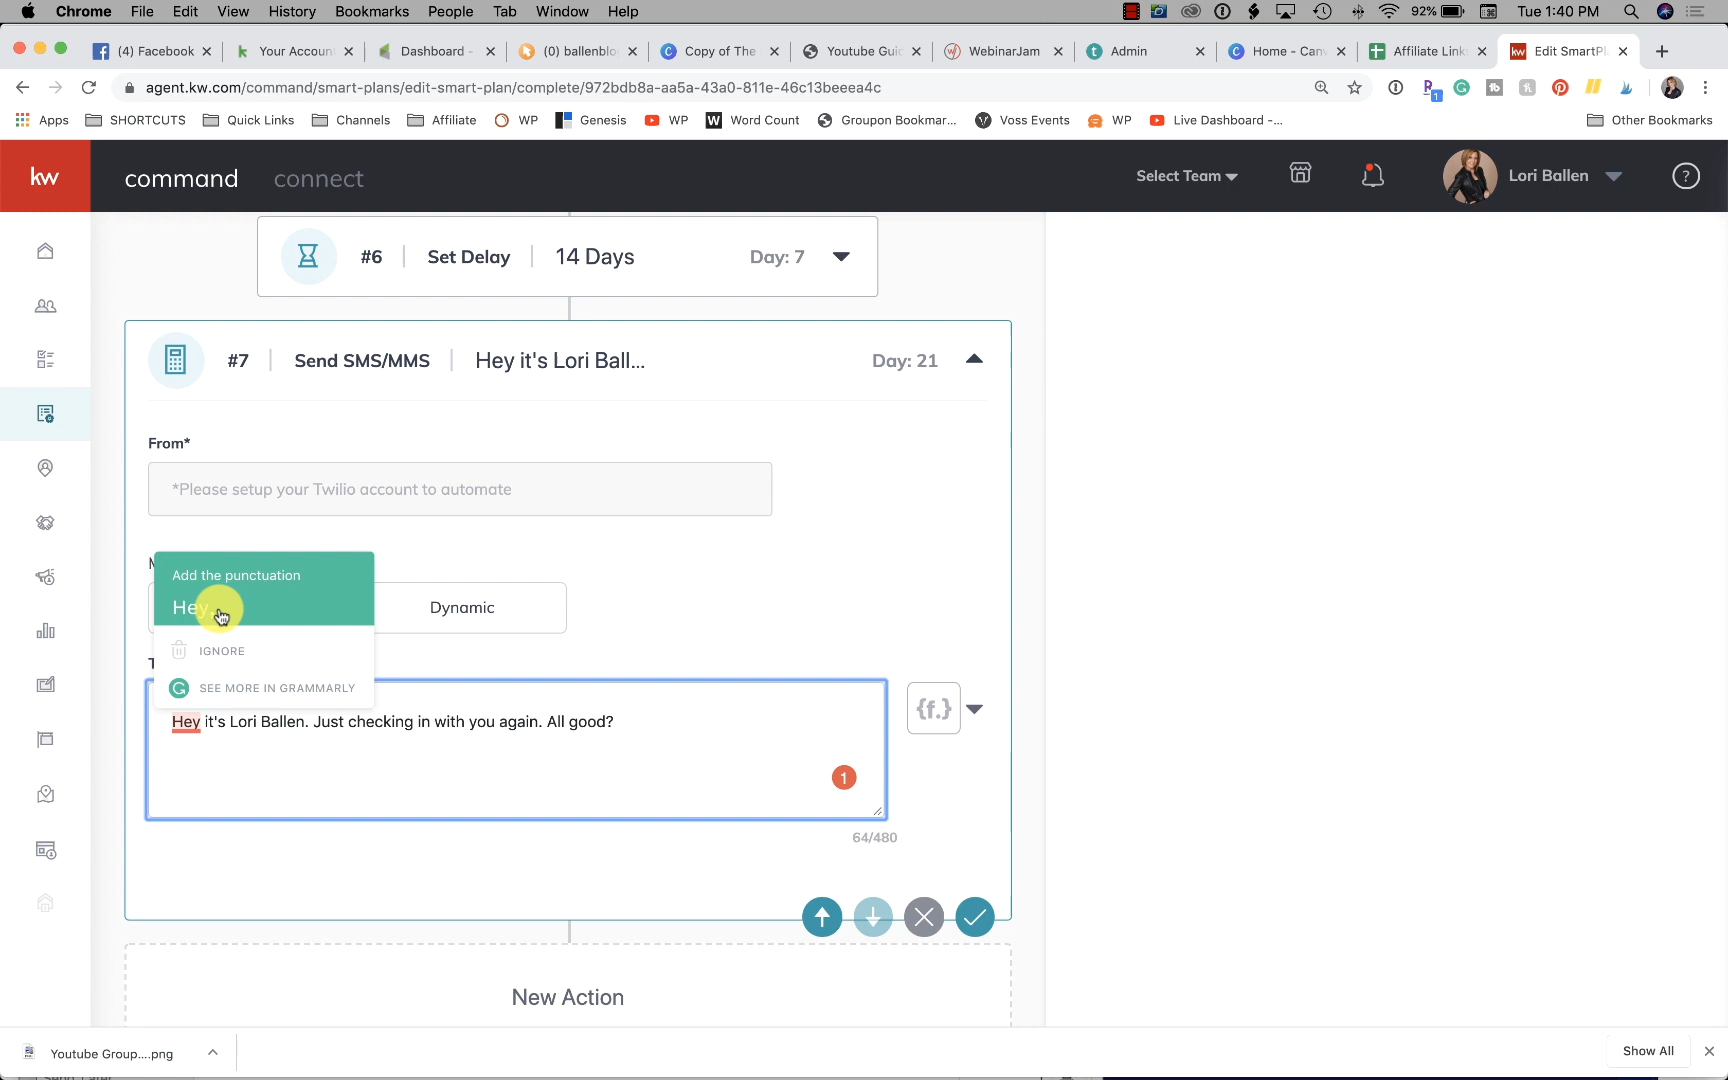 Chrome File Edit View History Bookmarks People Tab Window Help 92% Tue 1:40 PM
(4) Facebook Your Accoun Dashboard - (0) ballenblo Copy of The Youtube Guid WebinarJam Admin Home - Canv Affiliate Link Edit SmartPl
agent.kw.com/command/smart-plans/edit-smart-plan/complete/972bdb8a-aa5a-43a0-811e-46c13beeea4c
Apps SHORTCUTS Quick Links Channels Affiliate WP Genesis WP Word Count Groupon Bookmar... Voss Events WP Live Dashboard -... Other Bookmarks
kw command connect Select Team Lori Ballen ?
#6 Set Delay 14 Days Day: 7
#7 Send SMS/MMS Hey it's Lori Ball... Day: 21
From*
*Please setup your Twilio account to automate
Add the punctuation
Hey,
Dynamic
IGNORE
SEE MORE IN GRAMMARLY
{f.}
Hey it's Lori Ballen. Just checking in with you again. All good?
1
64/480
New Action
Youtube Group....png Show All